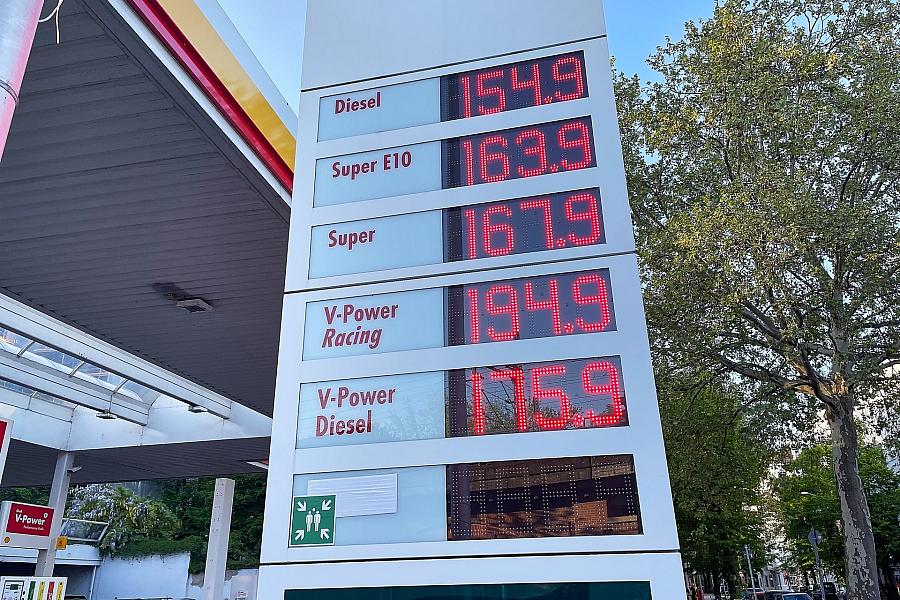 Diesel 154.9
Super E10 163.9
Super 167.9
V-Power
Racing 194.9
V-Power
Diesel 175.9
V-Power